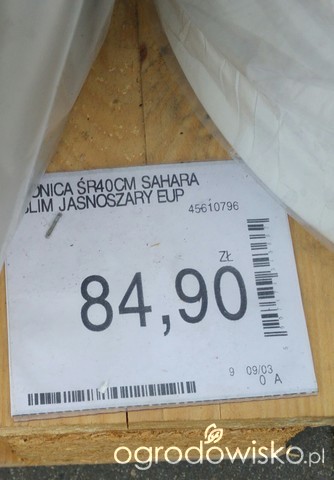 ONICA ŚR40CM SAHARA
SLIM JASNOSZARY EUP
45610796
ZŁ
84,90
9 09/03
0 A
ogrodowisko.pl